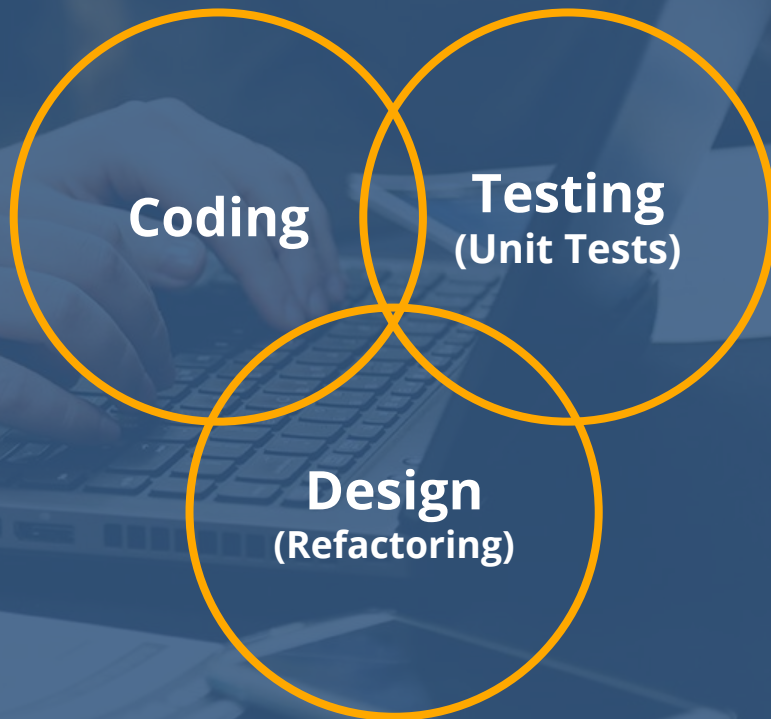 Coding
Testing
(Unit Tests)
Design
(Refactoring)